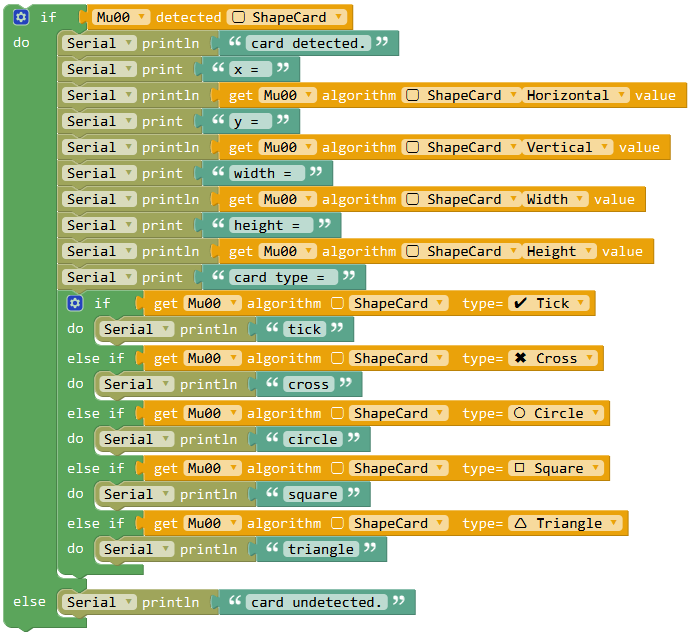 if Mu00 detected ShapeCard
do Serial println “ card detected. ”
Serial print “ x = ”
Serial println get Mu00 algorithm ShapeCard Horizontal value
Serial print “ y = ”
Serial println get Mu00 algorithm ShapeCard Vertical value
Serial print “ width = ”
Serial println get Mu00 algorithm ShapeCard Width value
Serial print “ height = ”
Serial println get Mu00 algorithm ShapeCard Height value
Serial print “ card type = ”
if get Mu00 algorithm ShapeCard type= ✔ Tick
do Serial println “ tick ”
else if get Mu00 algorithm ShapeCard type= ✖ Cross
do Serial println “ cross ”
else if get Mu00 algorithm ShapeCard type= ○ Circle
do Serial println “ circle ”
else if get Mu00 algorithm ShapeCard type= □ Square
do Serial println “ square ”
else if get Mu00 algorithm ShapeCard type= △ Triangle
do Serial println “ triangle ”
else Serial println “ card undetected. ”